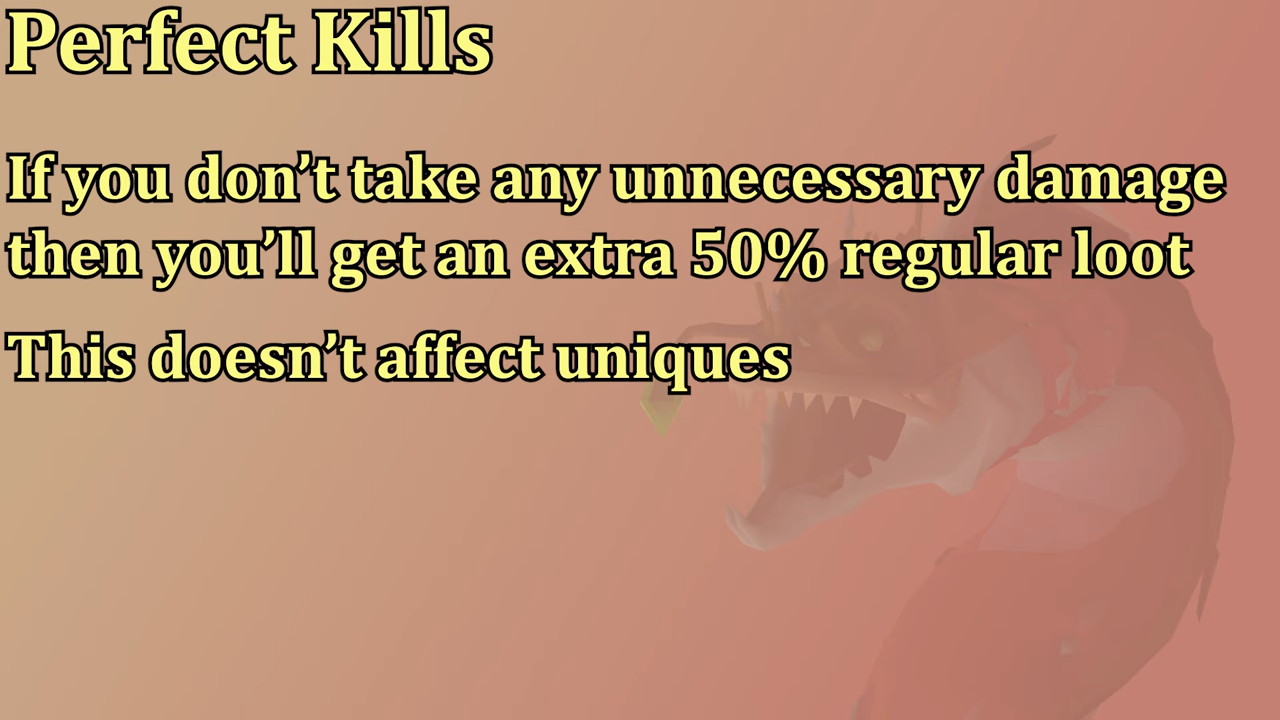 Perfect Kills
If you don’t take any unnecessary damage
then you’ll get an extra 50% regular loot
This doesn’t affect uniques